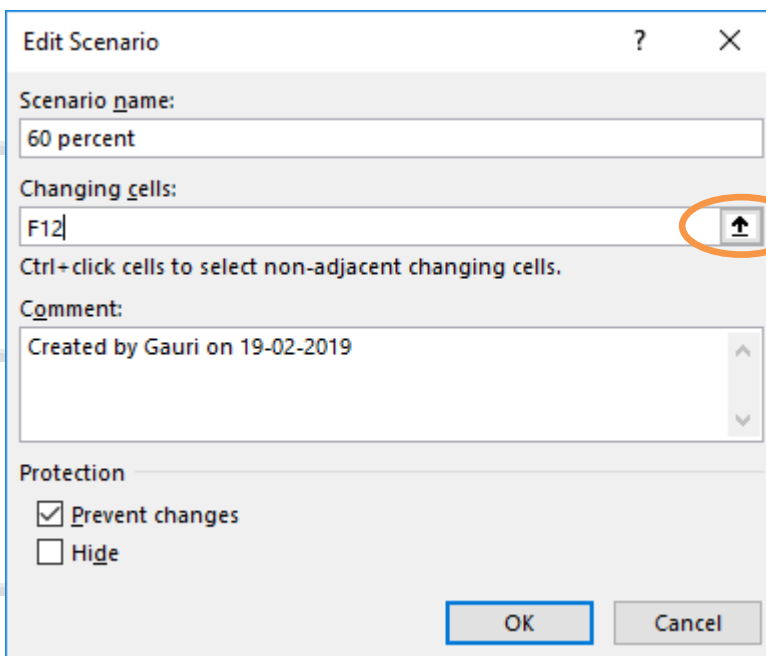 Edit Scenario ?
Scenario name:
60 percent
Changing cells:
F12
Ctrl+click cells to select non-adjacent changing cells.
Comment:
Created by Gauri on 19-02-2019
Protection
Prevent changes
Hide
OK Cancel